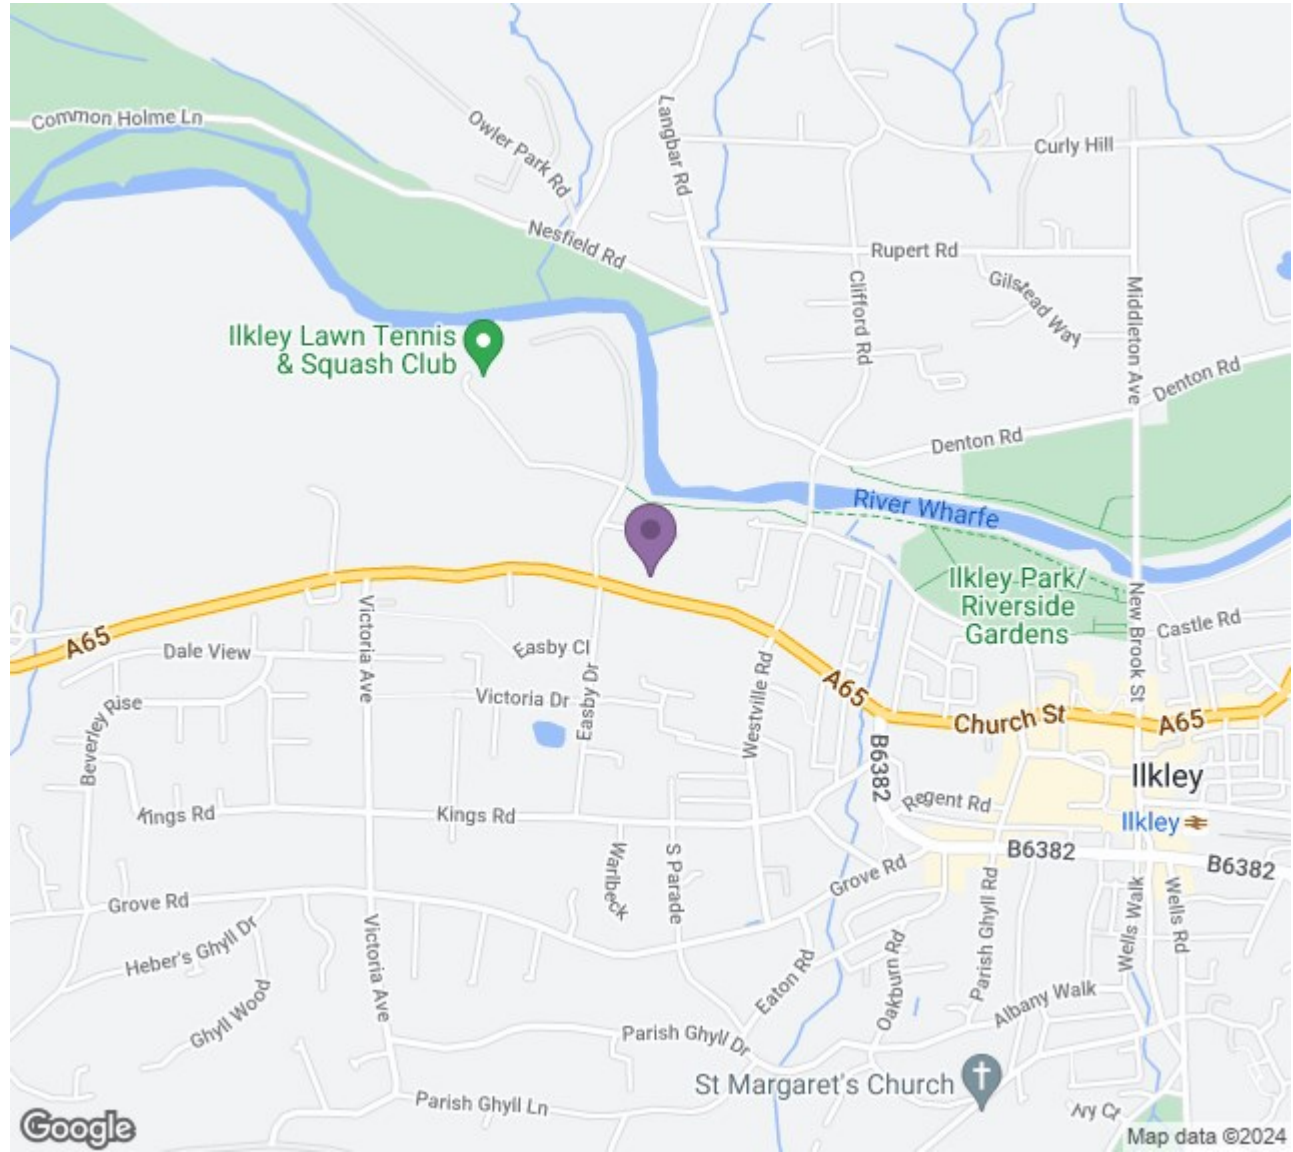 Common Holme Ln
Owler Park Rd
Langbar Rd
Curly Hill
Nesfield Rd
Rupert Rd
Gilstead Way
Clifford Rd
Middleton Ave
Ilkley Lawn Tennis
& Squash Club
Denton Rd
Denton Rd
River Wharfe
Ilkley Park/
Riverside
Gardens
New Brook St
Castle Rd
A65
Dale View
Victoria Ave
Easby Cl
Easby Dr
Victoria Dr
Westville Rd
A65
Church St
A65
Beverley Rise
B6382
Ilkley
Kings Rd
Kings Rd
Regent Rd
Ilkley
Warlbeck
S Parade
Grove Rd
B6382
B6382
Grove Rd
Heber's Ghyll Dr
Victoria Ave
Parish Ghyll Rd
Wells Walk
Wells Rd
Eaton Rd
Oakburn Rd
Ghyll Wood
Albany Walk
Parish Ghyll Dr
St Margaret's Church
Parish Ghyll Ln
Ary Cr
Google
Map data ©2024